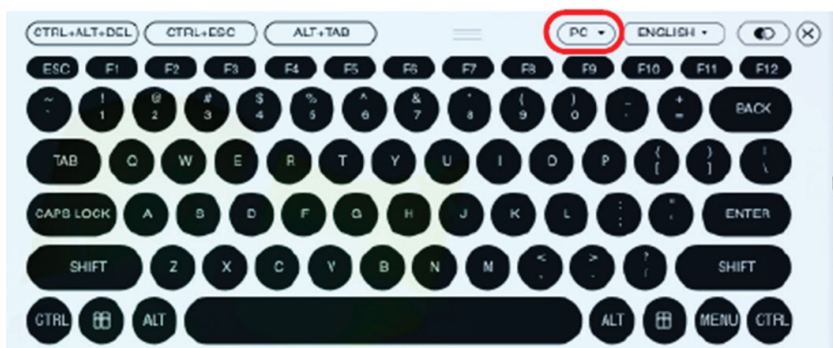 CTRL+ALT+DEL CTRL+ESC ALT+TAB PC ENGLISH
ESC F1 F2 F3 F4 F5 F6 F7 F8 F9 F10 F11 F12
~ ` ! 1 @ 2 # 3 $ 4 % 5 ^ 6 & 7 * 8 ( 9 ) 0 _ - + = BACK
TAB Q W E R T Y U I O P { [ } ] | \
CAPS LOCK A S D F G H J K L : ; " ' ENTER
SHIFT Z X C V B N M < , > . ? / SHIFT
CTRL ALT ALT MENU CTRL